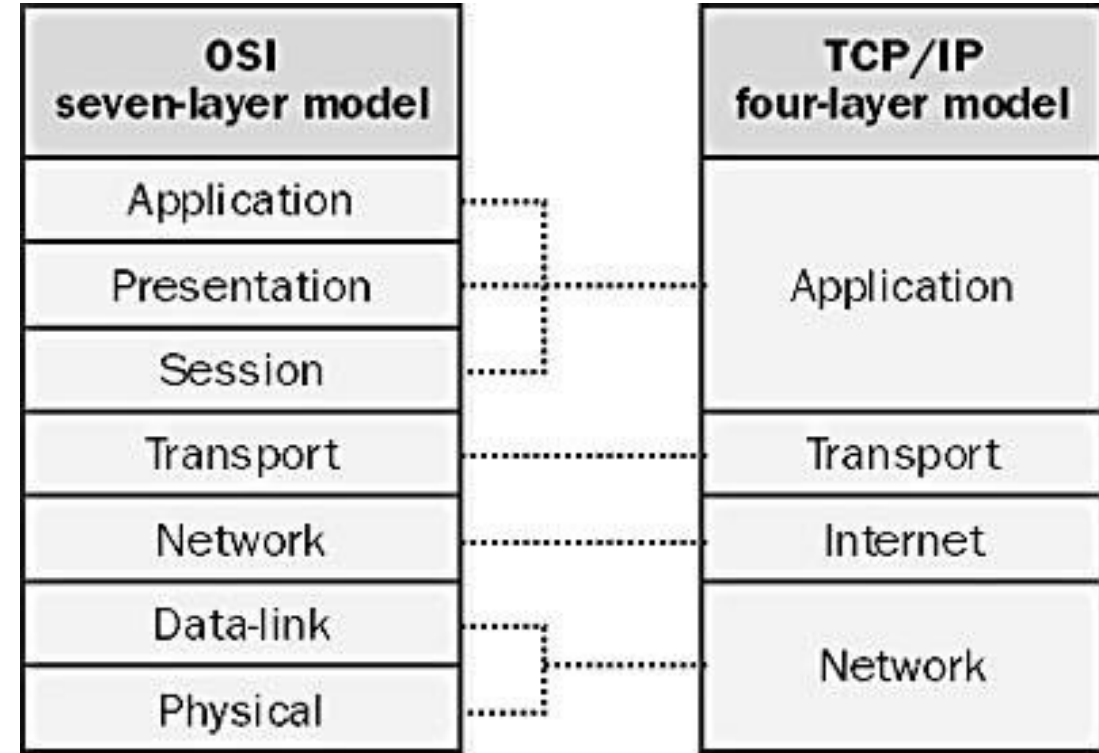 OSI
seven-layer model
Application
Presentation
Session
Transport
Network
Data-link
Physical
TCP/IP
four-layer model
Application
Transport
Internet
Network